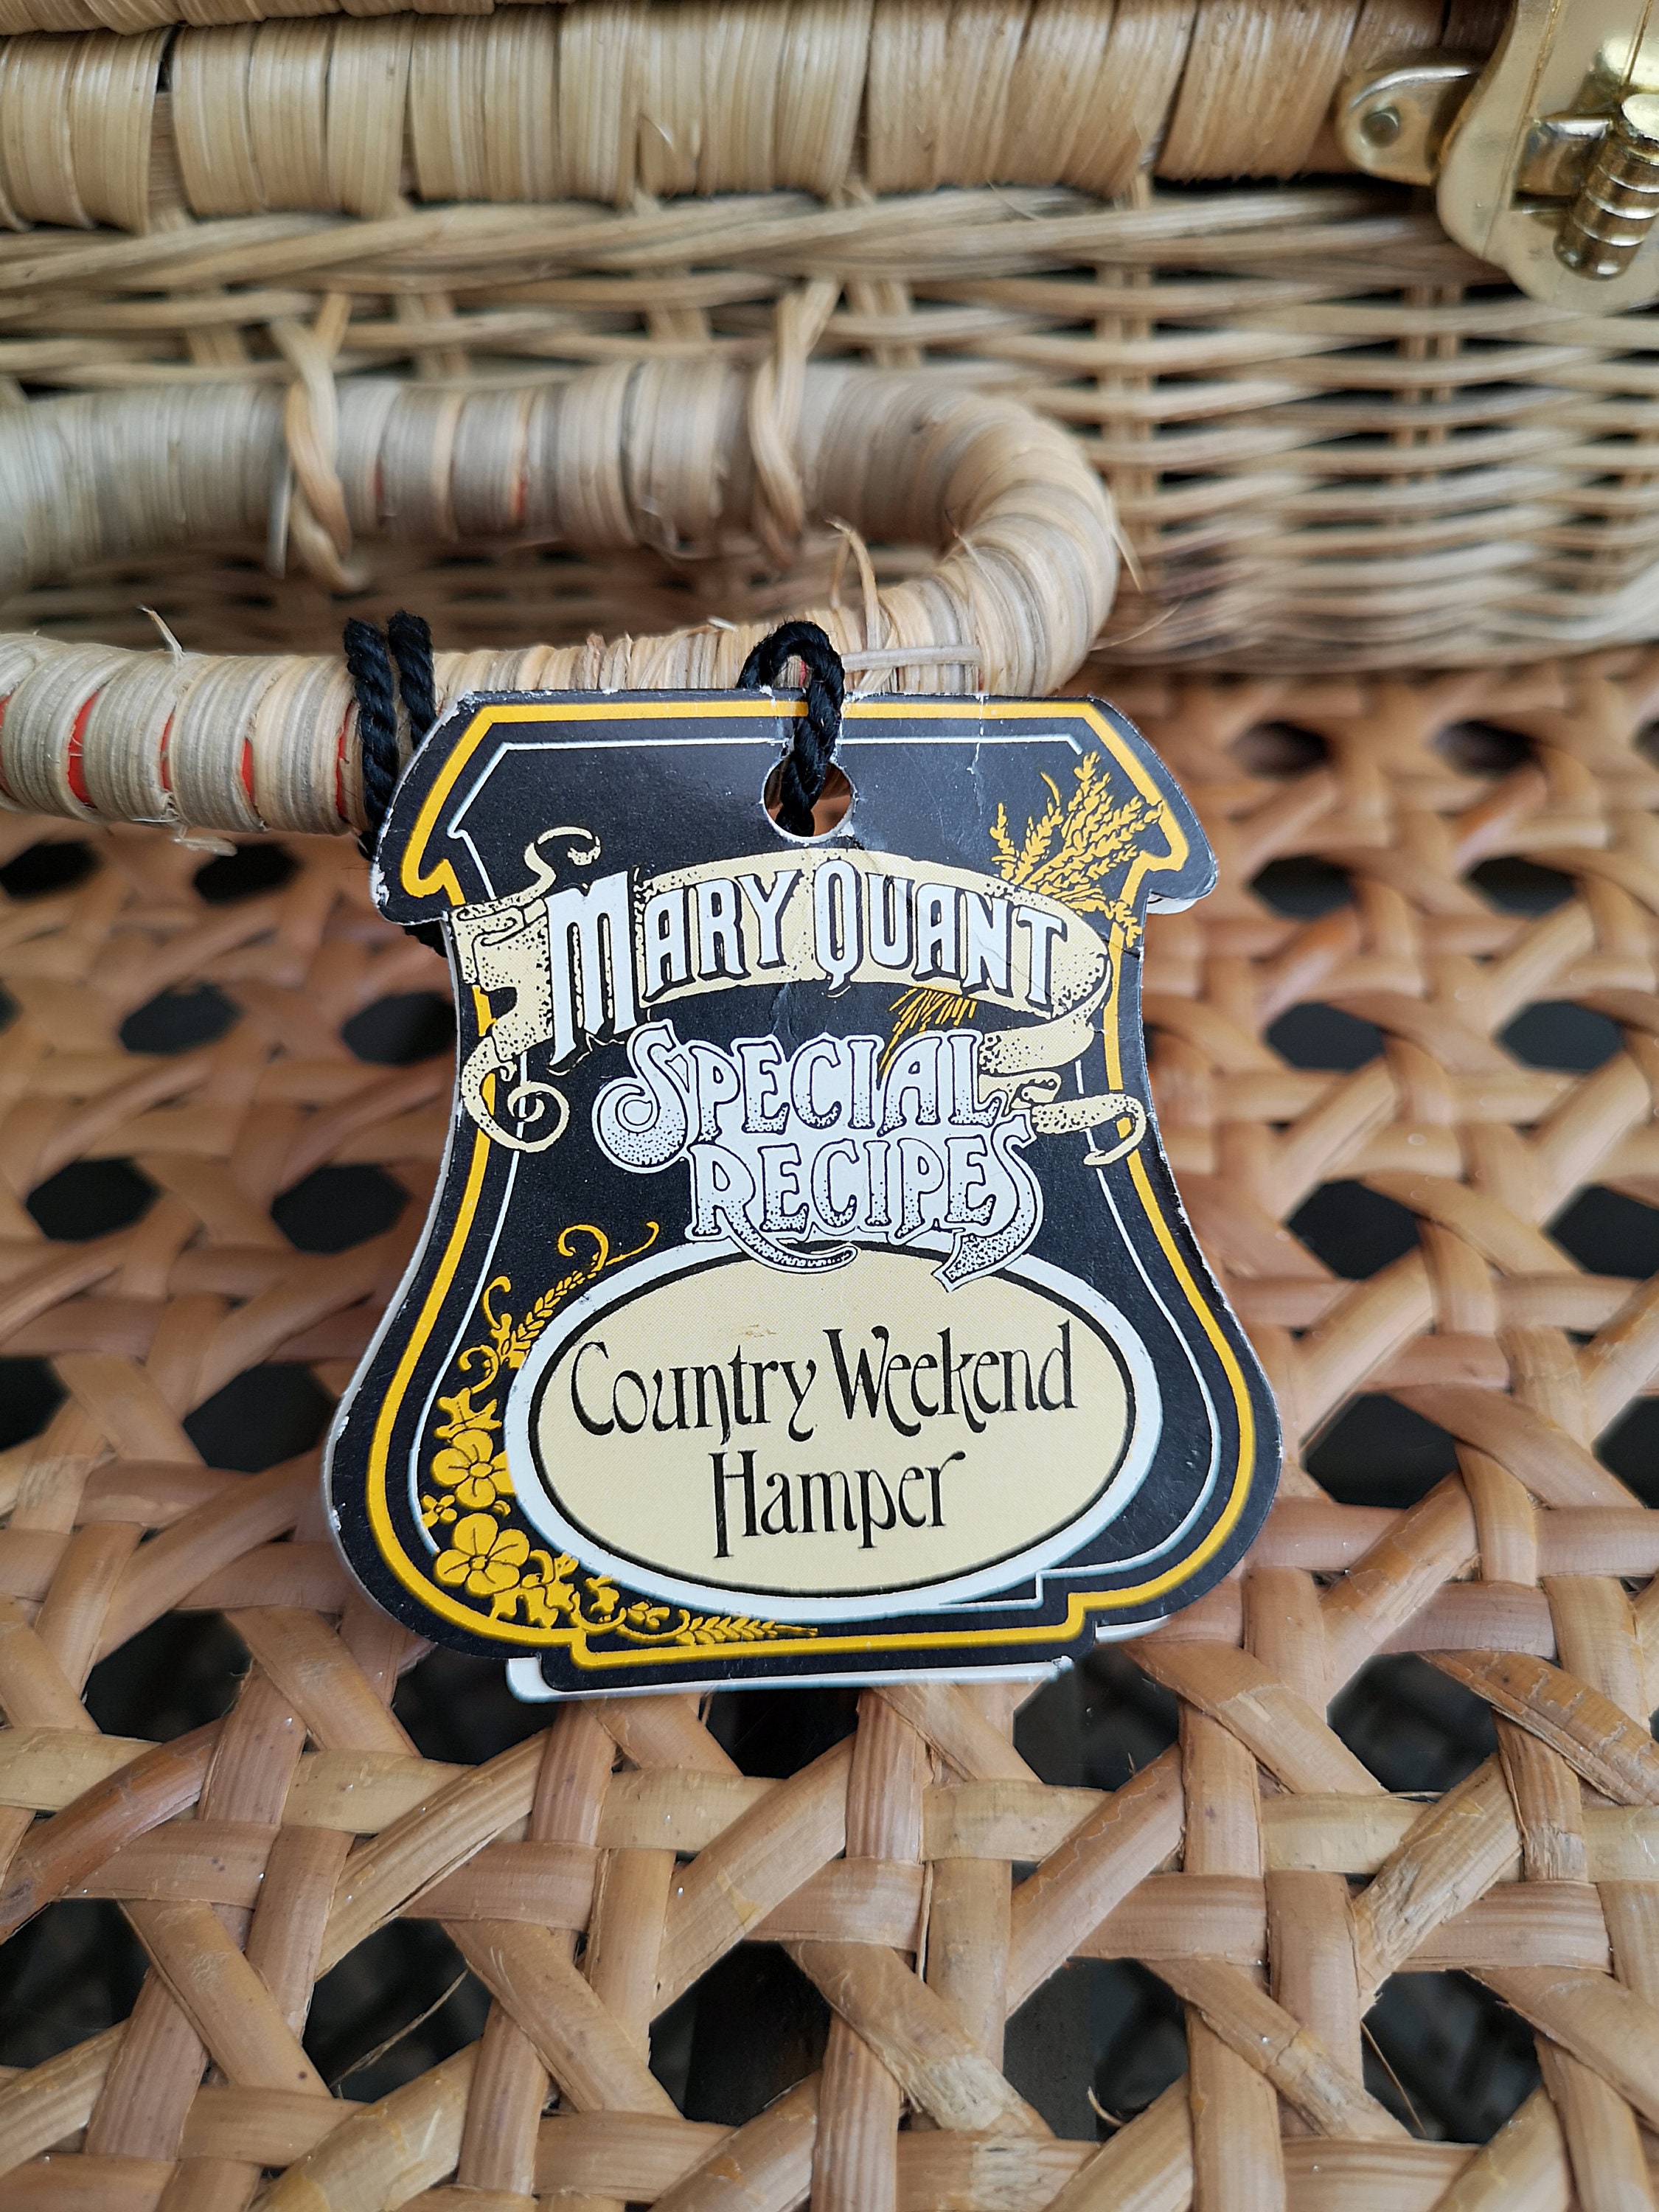 MARY QUANT
SPECIAL
RECIPES
Country Weekend
Hamper